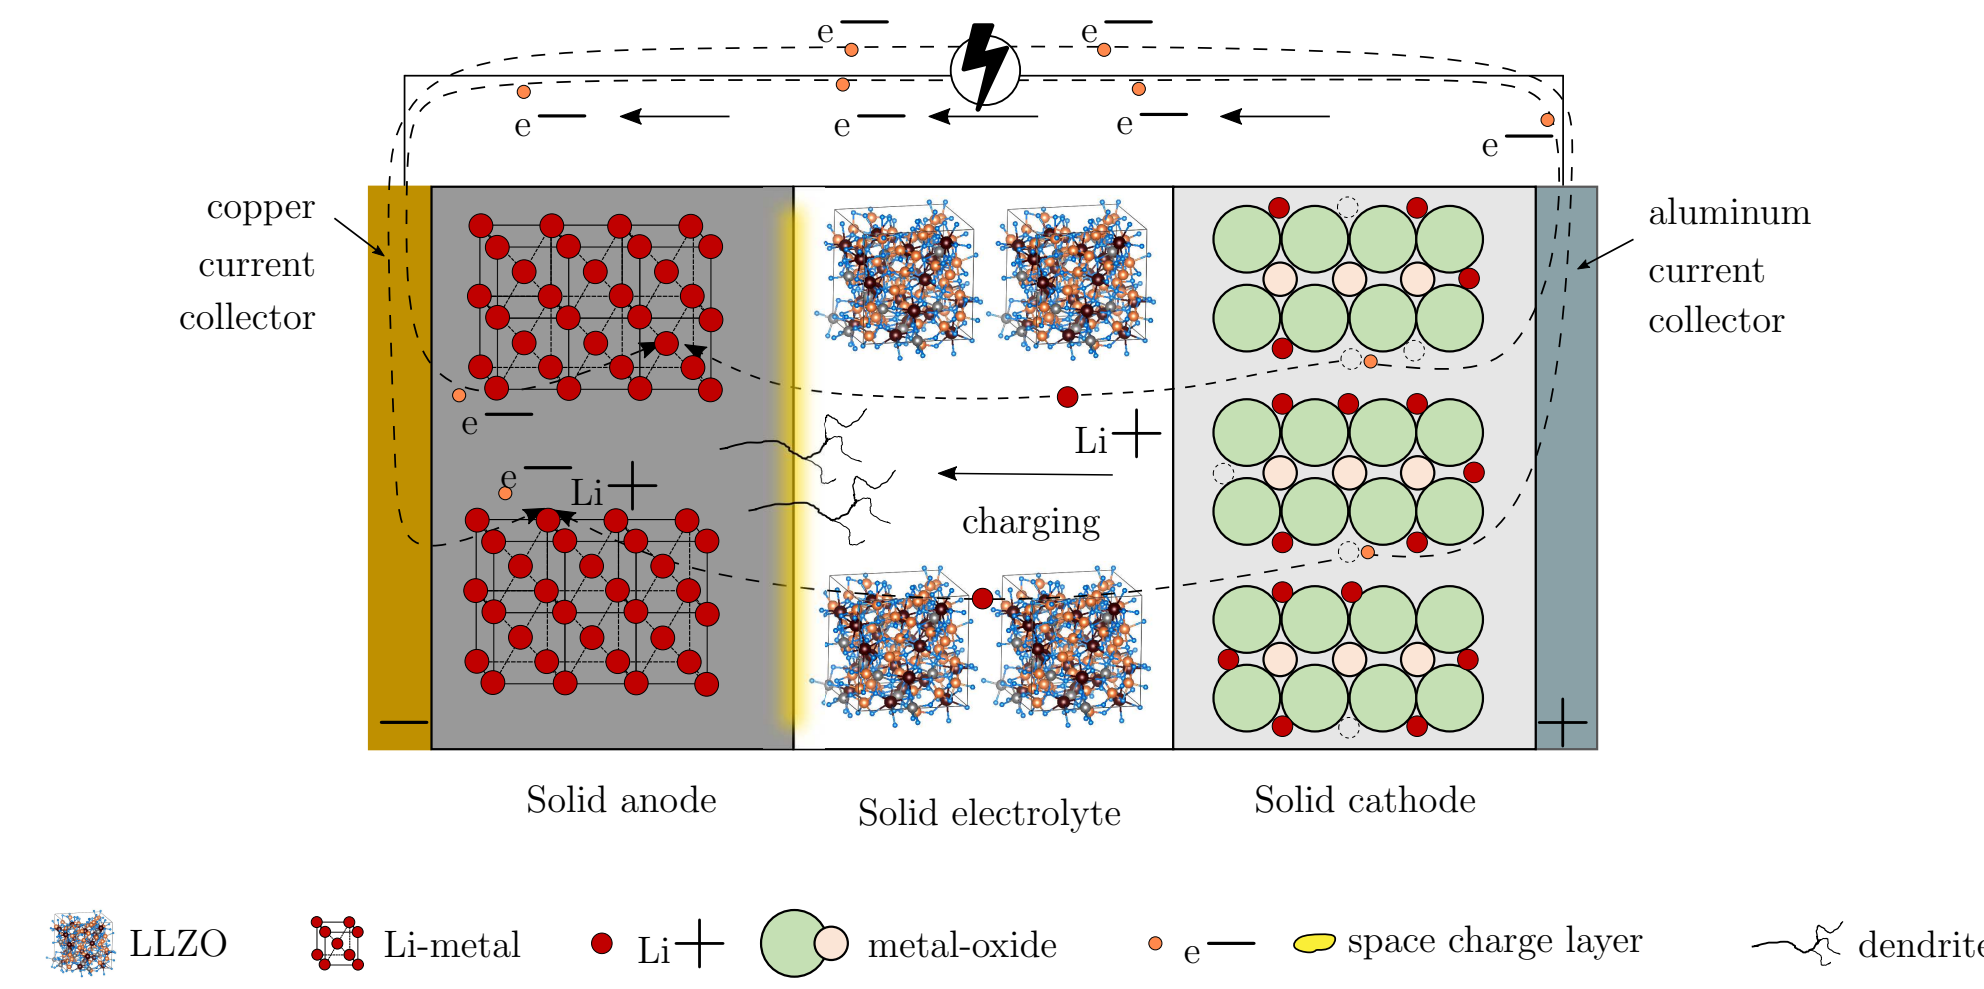 e−
e−
e−
e−
e−
e−
copper
current
collector
aluminum
current
collector
e−
e−
Li+
Li+
charging
−
+
Solid anode
Solid electrolyte
Solid cathode
LLZO
Li-metal
Li+
metal-oxide
e−
space charge layer
dendrite